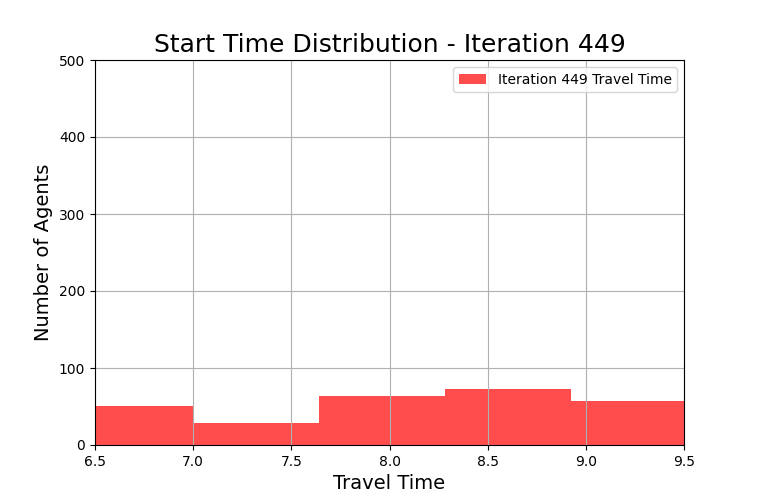 Start Time Distribution - Iteration 449
Iteration 449 Travel Time
Number of Agents
500
400
300
200
100
0
6.5 7.0 7.5 8.0 8.5 9.0 9.5
Travel Time